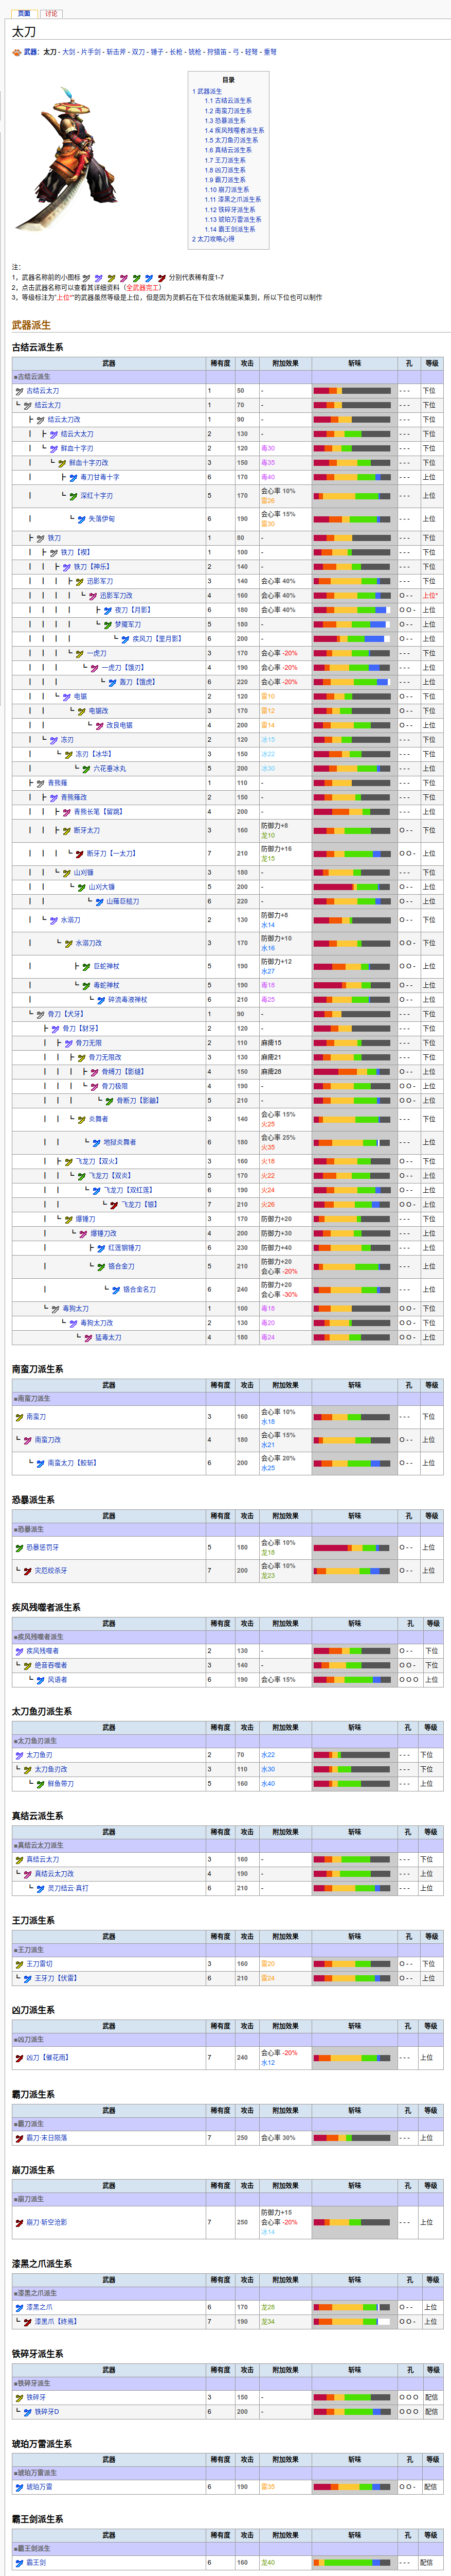 页面 讨论
太刀
武器：太刀 - 大剑 - 片手剑 - 斩击斧 - 双刀 - 锤子 - 长枪 - 铳枪 - 狩猎笛 - 弓 - 轻弩 - 重弩
目录
1 武器派生
1.1 古结云派生系
1.2 南蛮刀派生系
1.3 恐暴派生系
1.4 疾风残噬者派生系
1.5 太刀鱼刃派生系
1.6 真结云派生系
1.7 王刀派生系
1.8 凶刀派生系
1.9 霸刀派生系
1.10 崩刀派生系
1.11 漆黑之爪派生系
1.12 铁碎牙派生系
1.13 琥珀万雷派生系
1.14 霸王剑派生系
2 太刀攻略心得
注:
1，武器名称前的小图标 分别代表稀有度1-7
2，点击武器名称可以查看其详细资料（全武器完工）
3，等级标注为"上位*"的武器虽然等级是上位，但是因为灵鹤石在下位农场就能采集到，所以下位也可以制作
武器派生
古结云派生系
武器 稀有度 攻击 附加效果 斩味 孔 等级
■古结云派生
古结云太刀 1 50 - --- 下位
结云太刀 1 70 - --- 下位
结云太刀改 1 90 - --- 下位
结云大太刀 2 130 - --- 下位
鲜血十字刃 2 120 毒30 --- 下位
鲜血十字刃改 3 150 毒35 --- 下位
毒刀甘毒十字 6 170 毒40 --- 上位
深红十字刃 5 170 会心率 10% 雷26 --- 上位
失落伊甸 6 190 会心率 15% 雷30 --- 上位
铁刀 1 80 - --- 下位
铁刀【禊】 1 100 - --- 下位
铁刀【神乐】 2 140 - --- 下位
迅影军刀 3 140 会心率 40% --- 下位
迅影军刀改 4 160 会心率 40% O-- 上位*
夜刀【月影】 6 180 会心率 40% OO- 上位
梦魇军刀 5 180 - O-- 上位
疾风刀【里月影】 6 200 - O-- 上位
一虎刀 3 170 会心率 -20% --- 下位
一虎刀【饿刃】 4 190 会心率 -20% --- 上位
轰刀【饿虎】 6 220 会心率 -20% --- 上位
电锯 2 120 雷10 O-- 下位
电锯改 3 170 雷12 O-- 下位
改良电锯 4 200 雷14 O-- 上位
冻刃 2 120 冰15 --- 下位
冻刃【冰华】 3 150 冰22 --- 下位
六花垂冰丸 5 200 冰30 --- 上位
青熊薙 1 110 - --- 下位
青熊薙改 2 150 - --- 下位
青熊长笔【留跳】 4 200 - --- 上位
断牙太刀 3 160 防御力+8 龙10 O-- 下位
断牙刀【一太刀】 7 210 防御力+16 龙15 OO- 上位
山刈镰 3 180 - --- 下位
山刈大镰 5 200 - O-- 上位
山薙巨槌刀 6 220 - O-- 上位
水溺刀 2 130 防御力+8 水14 O-- 下位
水溺刀改 3 170 防御力+10 水16 OO- 下位
巨蛇神杖 5 190 防御力+12 水27 OO- 上位
毒蛇神杖 5 190 毒18 O-- 上位
碎流毒液神杖 6 210 毒25 O-- 上位
骨刀【犬牙】 1 90 - --- 下位
骨刀【豺牙】 2 120 - --- 下位
骨刀无限 2 110 麻痺15 --- 下位
骨刀无限改 3 130 麻痺21 --- 下位
骨缚刀【影缝】 4 150 麻痺28 O-- 上位
骨刀极限 4 190 - OO- 上位
骨断刀【影鼬】 5 210 - OO- 上位
炎舞者 3 140 会心率 15% 火25 --- 下位
地狱炎舞者 6 180 会心率 25% 火35 --- 上位
飞龙刀【双火】 3 160 火18 O-- 下位
飞龙刀【双炎】 5 170 火22 O-- 上位
飞龙刀【双红莲】 6 190 火24 O-- 上位
飞龙刀【银】 7 210 火26 OO- 上位
爆锤刀 3 170 防御力+20 --- 下位
爆锤刀改 4 200 防御力+30 --- 上位
红莲钢锤刀 6 230 防御力+40 --- 上位
铬合金刀 5 210 防御力+20 会心率 -20% --- 上位
铬合金名刀 6 240 防御力+20 会心率 -30% --- 上位
毒狗太刀 1 100 毒18 OO- 下位
毒狗太刀改 2 130 毒20 OO- 下位
猛毒太刀 4 180 毒24 OO- 上位
南蛮刀派生系
武器 稀有度 攻击 附加效果 斩味 孔 等级
■南蛮刀派生
南蛮刀 3 160 会心率 10% 水18 --- 下位
南蛮刀改 4 180 会心率 15% 水21 O-- 上位
南蛮太刀【鲛斩】 6 200 会心率 20% 水25 O-- 上位
恐暴派生系
武器 稀有度 攻击 附加效果 斩味 孔 等级
■恐暴派生
恐暴惩罚牙 5 180 会心率 10% 龙18 O-- 上位
灾厄绞杀牙 7 200 会心率 10% 龙23 O-- 上位
疾风残噬者派生系
武器 稀有度 攻击 附加效果 斩味 孔 等级
■疾风残噬者派生
疾风残噬者 2 130 - O-- 下位
绝音吞噬者 3 140 - OO- 下位
风语者 6 190 会心率 15% OOO 上位
太刀鱼刃派生系
武器 稀有度 攻击 附加效果 斩味 孔 等级
■太刀鱼刃派生
太刀鱼刃 2 70 水22 --- 下位
太刀鱼刃改 3 110 水30 --- 下位
鲜鱼带刀 5 160 水40 --- 上位
真结云派生系
武器 稀有度 攻击 附加效果 斩味 孔 等级
■真结云太刀派生
真结云太刀 3 160 - --- 下位
真结云太刀改 4 190 - --- 上位
灵刀结云·真打 6 210 - --- 上位
王刀派生系
武器 稀有度 攻击 附加效果 斩味 孔 等级
■王刀派生
王刀雷切 3 160 雷20 O-- 下位
王牙刀【伏雷】 6 210 雷24 O-- 上位
凶刀派生系
武器 稀有度 攻击 附加效果 斩味 孔 等级
■凶刀派生
凶刀【催花雨】 7 240 会心率 -20% 水12 --- 上位
霸刀派生系
武器 稀有度 攻击 附加效果 斩味 孔 等级
■霸刀派生
霸刀·末日陨落 7 250 会心率 30% --- 上位
崩刀派生系
武器 稀有度 攻击 附加效果 斩味 孔 等级
■崩刀派生
崩刀·斩空沧影 7 250 防御力+15 会心率 -20% 冰14 --- 上位
漆黑之爪派生系
武器 稀有度 攻击 附加效果 斩味 孔 等级
■漆黑之爪派生
漆黑之爪 6 170 龙28 O-- 上位
漆黑爪【终焉】 7 190 龙34 OO- 上位
铁碎牙派生系
武器 稀有度 攻击 附加效果 斩味 孔 等级
■铁碎牙派生
铁碎牙 3 150 - OOO 配信
铁碎牙D 6 200 - OOO 配信
琥珀万雷派生系
武器 稀有度 攻击 附加效果 斩味 孔 等级
■琥珀万雷派生
琥珀万雷 6 190 雷35 OO- 配信
霸王剑派生系
武器 稀有度 攻击 附加效果 斩味 孔 等级
■霸王剑派生
霸王剑 6 160 龙40 --- 配信